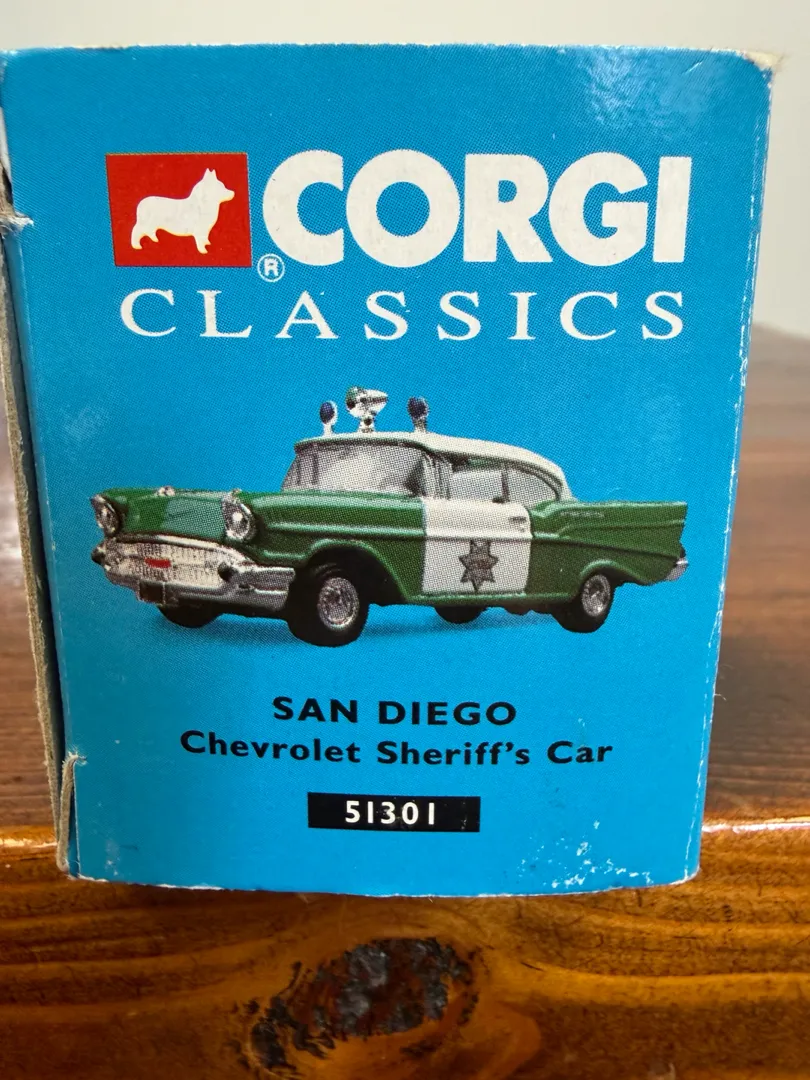 CORGI
®
CLASSICS
SAN DIEGO
Chevrolet Sheriff's Car
51301